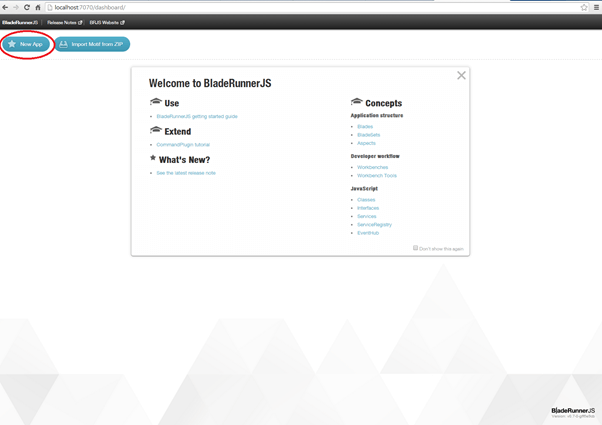 localhost:7070/dashboard/
BladeRunnerJS Release Notes BRJS Website
New App Import Motif from ZIP
Welcome to BladeRunnerJS
Use
BladeRunnerJS getting started guide
Extend
CommandPlugin tutorial
What's New?
See the latest release note.
Concepts
Application structure
Blades
BladeSets
Aspects
Developer workflow
Workbenches
Workbench Tools
JavaScript
Classes
Interfaces
Services
ServiceRegistry
EventHub
Don't show this again
BladeRunnerJS